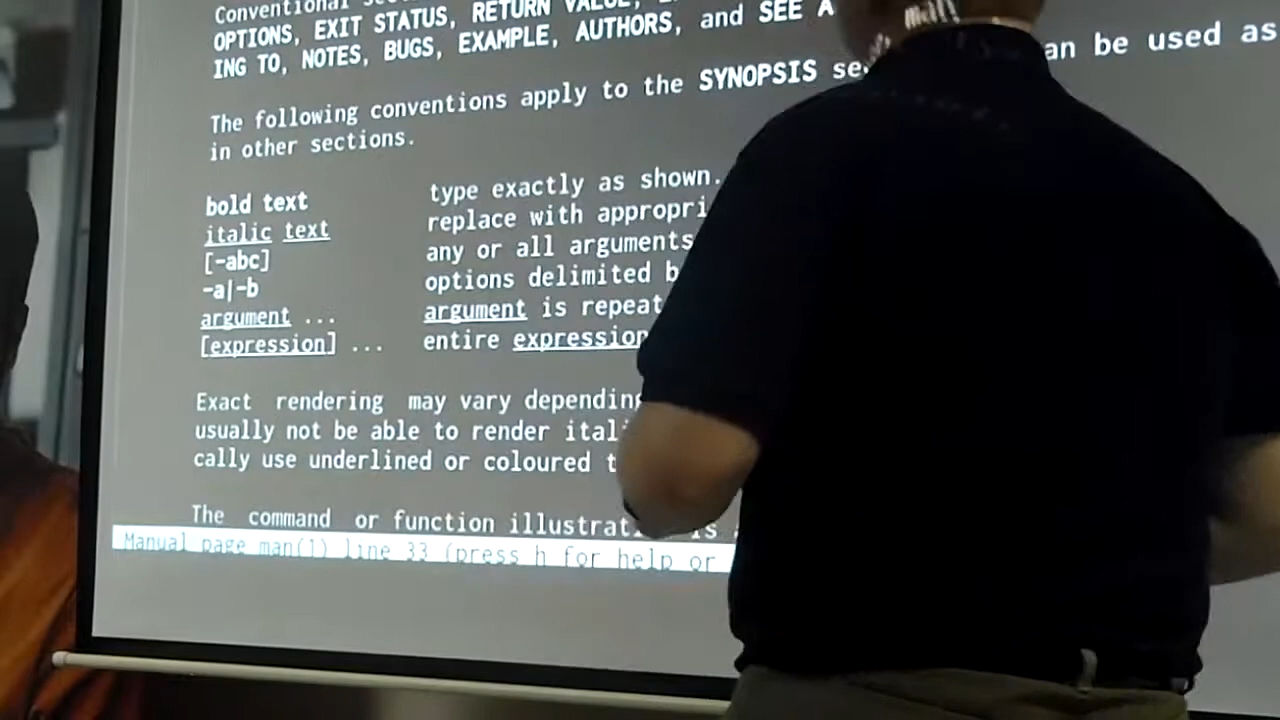 Conventional
OPTIONS, EXIT STATUS, RETURN VALUE,
ING TO, NOTES, BUGS, EXAMPLE, AUTHORS, and SEE A
The following conventions apply to the SYNOPSIS an be used as
in other sections.
bold text type exactly as shown.
italic text replace with appropri
[-abc] any or all arguments
-a|-b options delimited b
argument ... argument is repeat
[expression] ... entire expression
Exact rendering may vary depending
usually not be able to render itali
cally use underlined or coloured t
The command or function illustrati is
Manual page man(1) line 33 (press h for help or